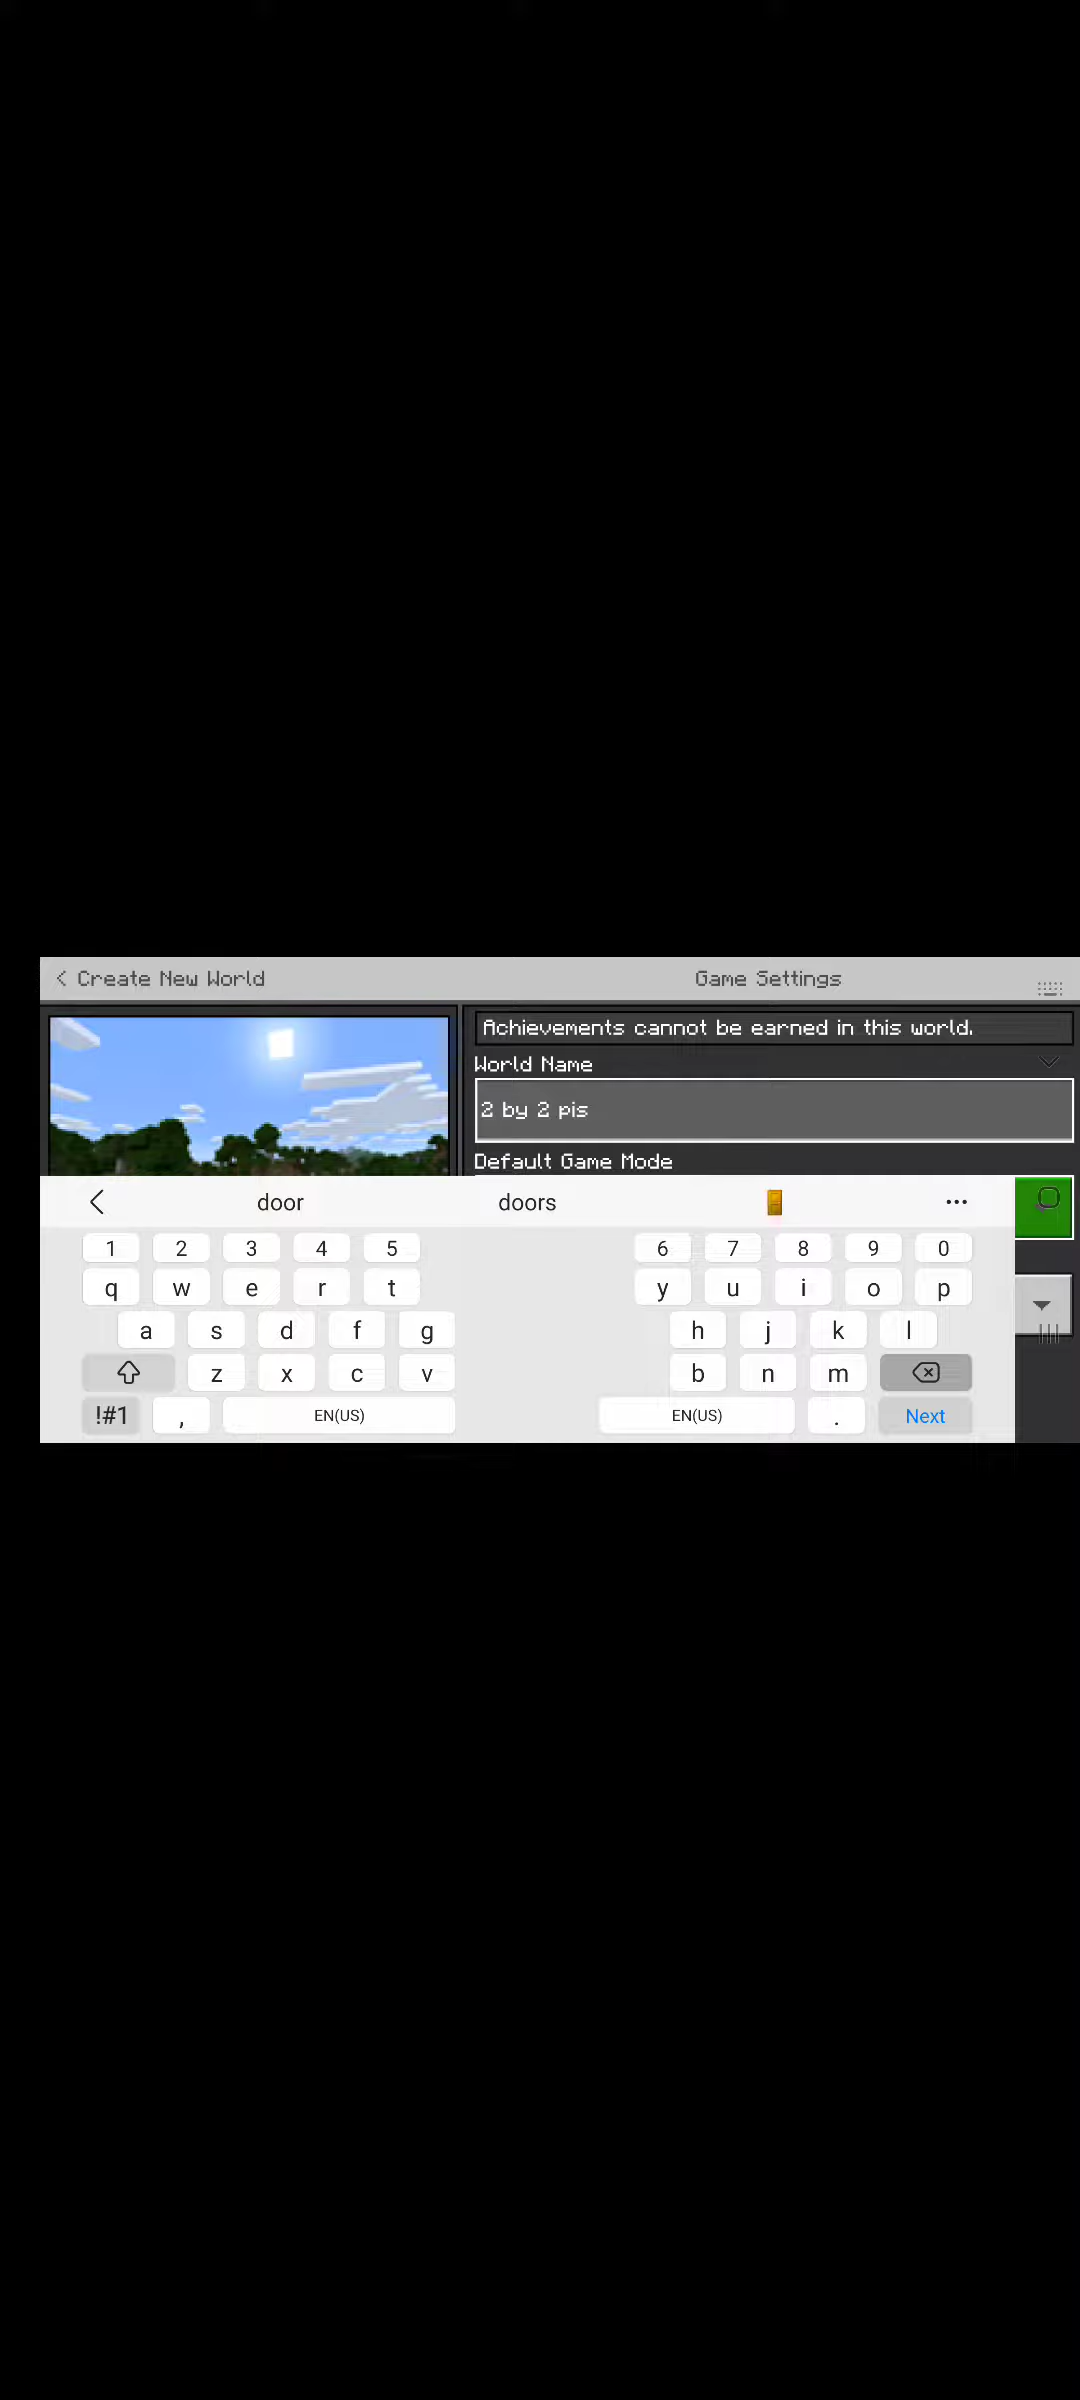 Create New World
Game Settings
Achievements cannot be earned in this world.
World Name
2 by 2 pis
Default Game Mode
door doors
1 2 3 4 5 6 7 8 9 0
q w e r t y u i o p
a s d f g h j k l
z x c v b n m
!#1 , EN(US) EN(US) . Next